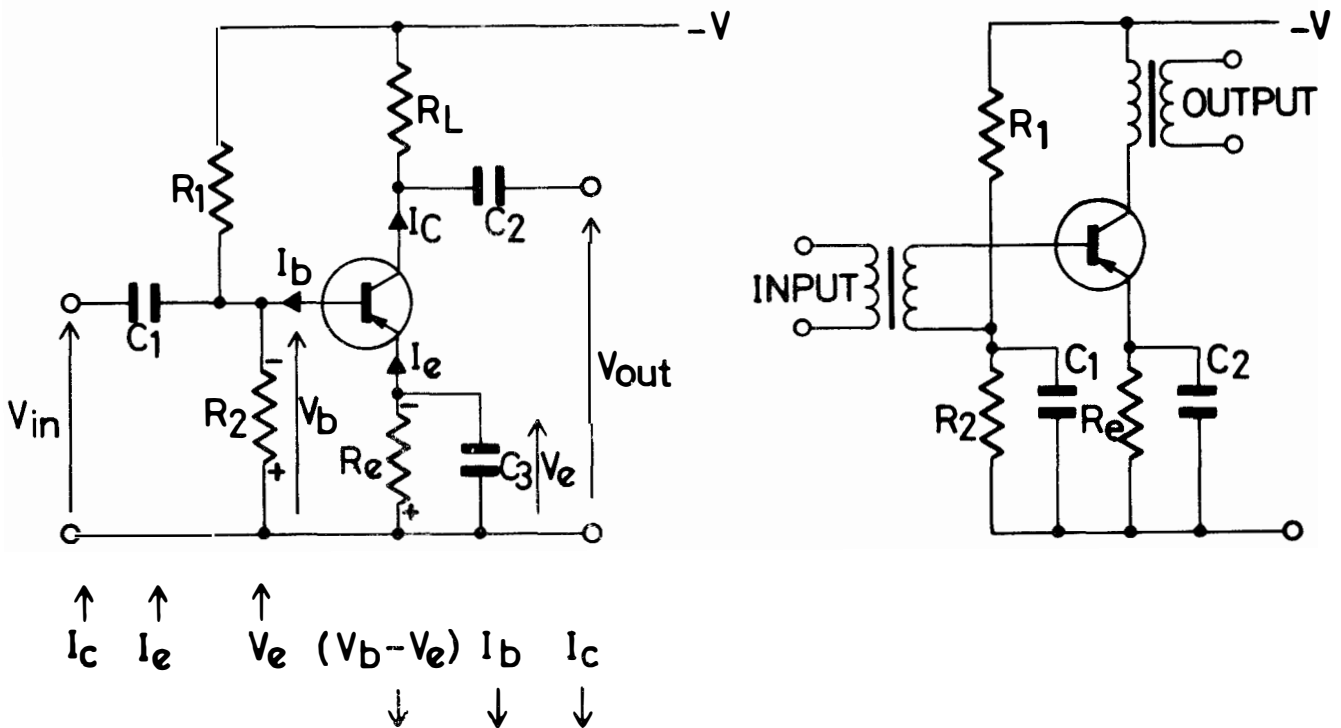 -V
R1
RL
C2
IC
Ib
C1
Ie
Vin
R2
Vb
Re
C3
Ve
Vout
- 
+
-
+
Ic Ie Ve (Vb-Ve) Ib Ic
-V
R1
OUTPUT
INPUT
C1
C2
R2
Re